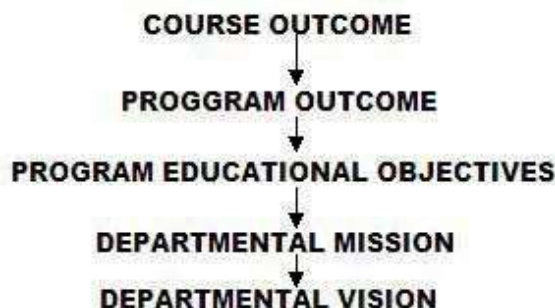 COURSE OUTCOME
PROGGRAM OUTCOME
PROGRAM EDUCATIONAL OBJECTIVES
DEPARTMENTAL MISSION
DEPARTMENTAL VISION